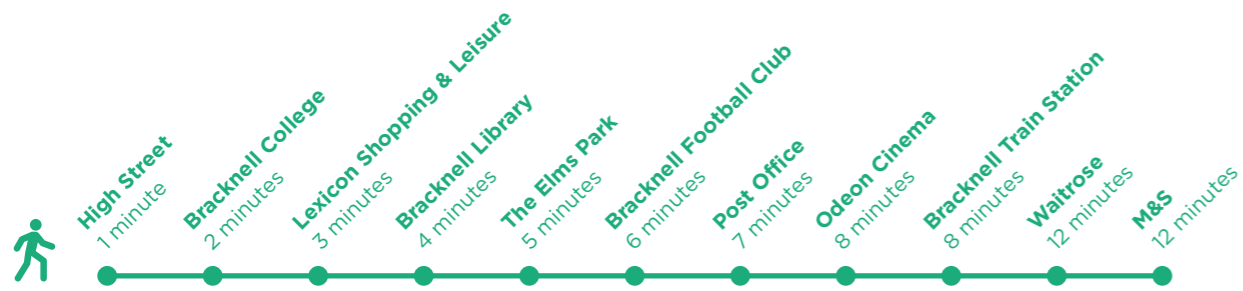 High Street
1 minute
Bracknell College
2 minutes
Lexicon Shopping & Leisure
3 minutes
Bracknell Library
4 minutes
The Elms Park
5 minutes
Bracknell Football Club
6 minutes
Post Office
7 minutes
Odeon Cinema
8 minutes
Bracknell Train Station
8 minutes
Waitrose
12 minutes
M&S
12 minutes